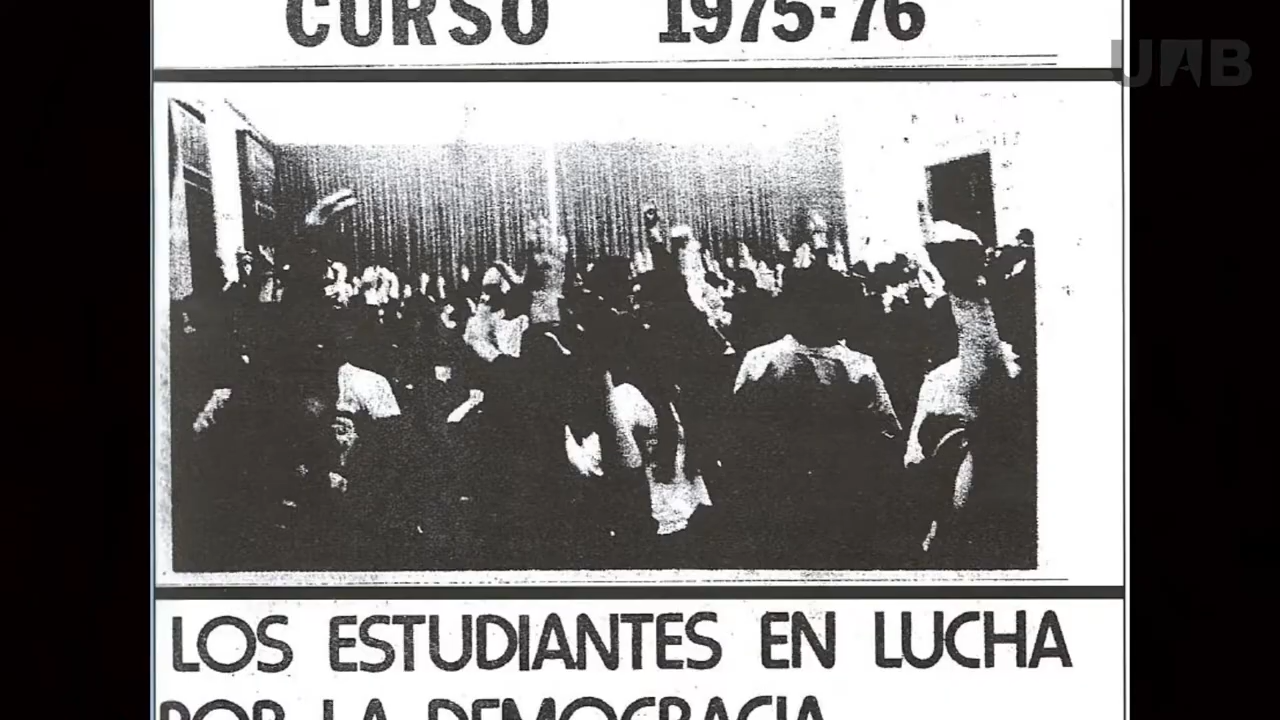 CURSO 1975-76
UAB
LOS ESTUDIANTES EN LUCHA
POR LA DEMOCRACIA